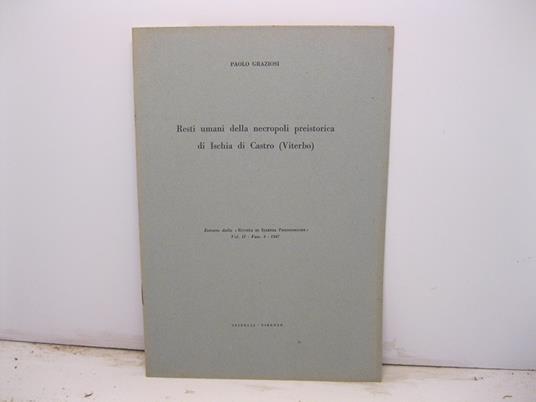 PAOLO GRAZIOSI
Resti umani della necropoli preistorica
di Ischia di Castro (Viterbo)
Estratto dalla «RIVISTA DI SCIENZE PREISTORICHE»
Vol. II - Fasc. 4 - 1947
FIRENZE